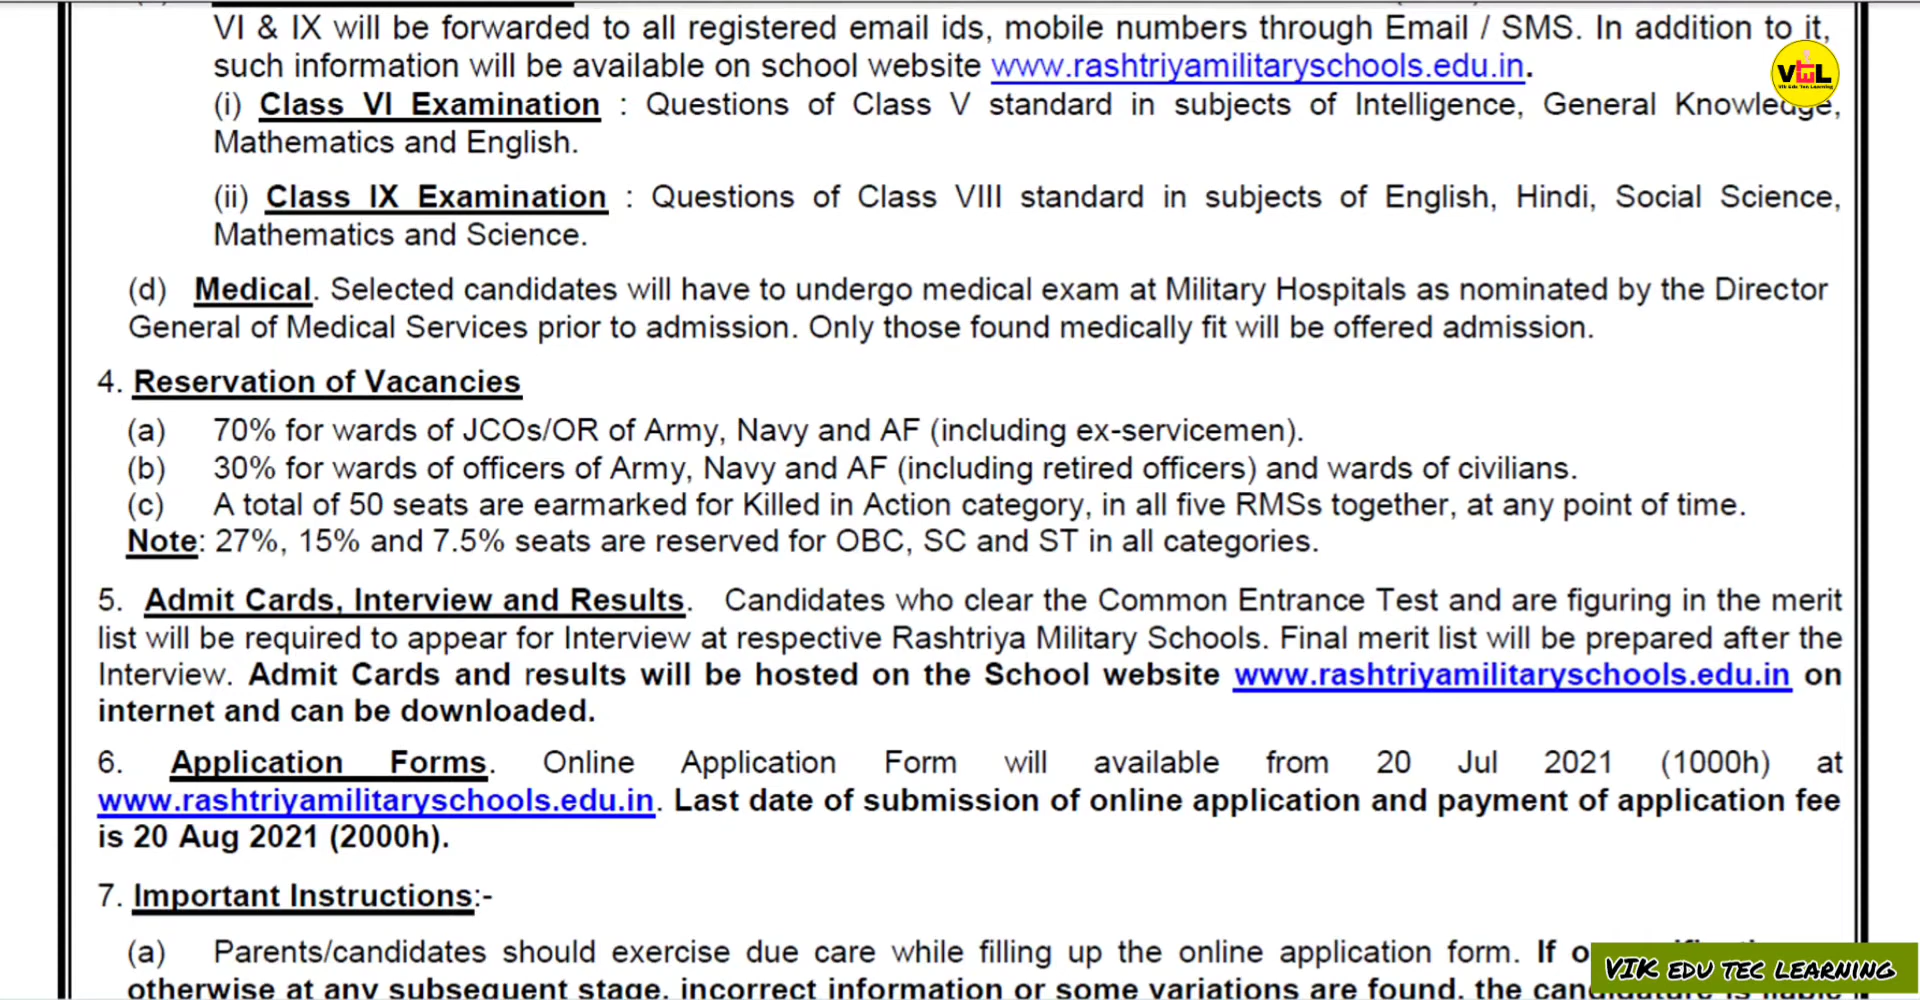 VI & IX will be forwarded to all registered email ids, mobile numbers through Email / SMS. In addition to it,
such information will be available on school website www.rashtriyamilitaryschools.edu.in.
VEL
Vik Edu Tec Learning
(i) Class VI Examination : Questions of Class V standard in subjects of Intelligence, General Knowledge,
Mathematics and English.
(ii) Class IX Examination : Questions of Class VIII standard in subjects of English, Hindi, Social Science,
Mathematics and Science.
(d) Medical. Selected candidates will have to undergo medical exam at Military Hospitals as nominated by the Director
General of Medical Services prior to admission. Only those found medically fit will be offered admission.
4. Reservation of Vacancies
(a) 70% for wards of JCOs/OR of Army, Navy and AF (including ex-servicemen).
(b) 30% for wards of officers of Army, Navy and AF (including retired officers) and wards of civilians.
(c) A total of 50 seats are earmarked for Killed in Action category, in all five RMSs together, at any point of time.
Note: 27%, 15% and 7.5% seats are reserved for OBC, SC and ST in all categories.
5. Admit Cards, Interview and Results. Candidates who clear the Common Entrance Test and are figuring in the merit
list will be required to appear for Interview at respective Rashtriya Military Schools. Final merit list will be prepared after the
Interview. Admit Cards and results will be hosted on the School website www.rashtriyamilitaryschools.edu.in on
internet and can be downloaded.
6. Application Forms. Online Application Form will available from 20 Jul 2021 (1000h) at
www.rashtriyamilitaryschools.edu.in. Last date of submission of online application and payment of application fee
is 20 Aug 2021 (2000h).
7. Important Instructions:-
(a) Parents/candidates should exercise due care while filling up the online application form. If
otherwise at any subsequent stage, incorrect information or some variations are found, the
VIK EDU TEC LEARNING